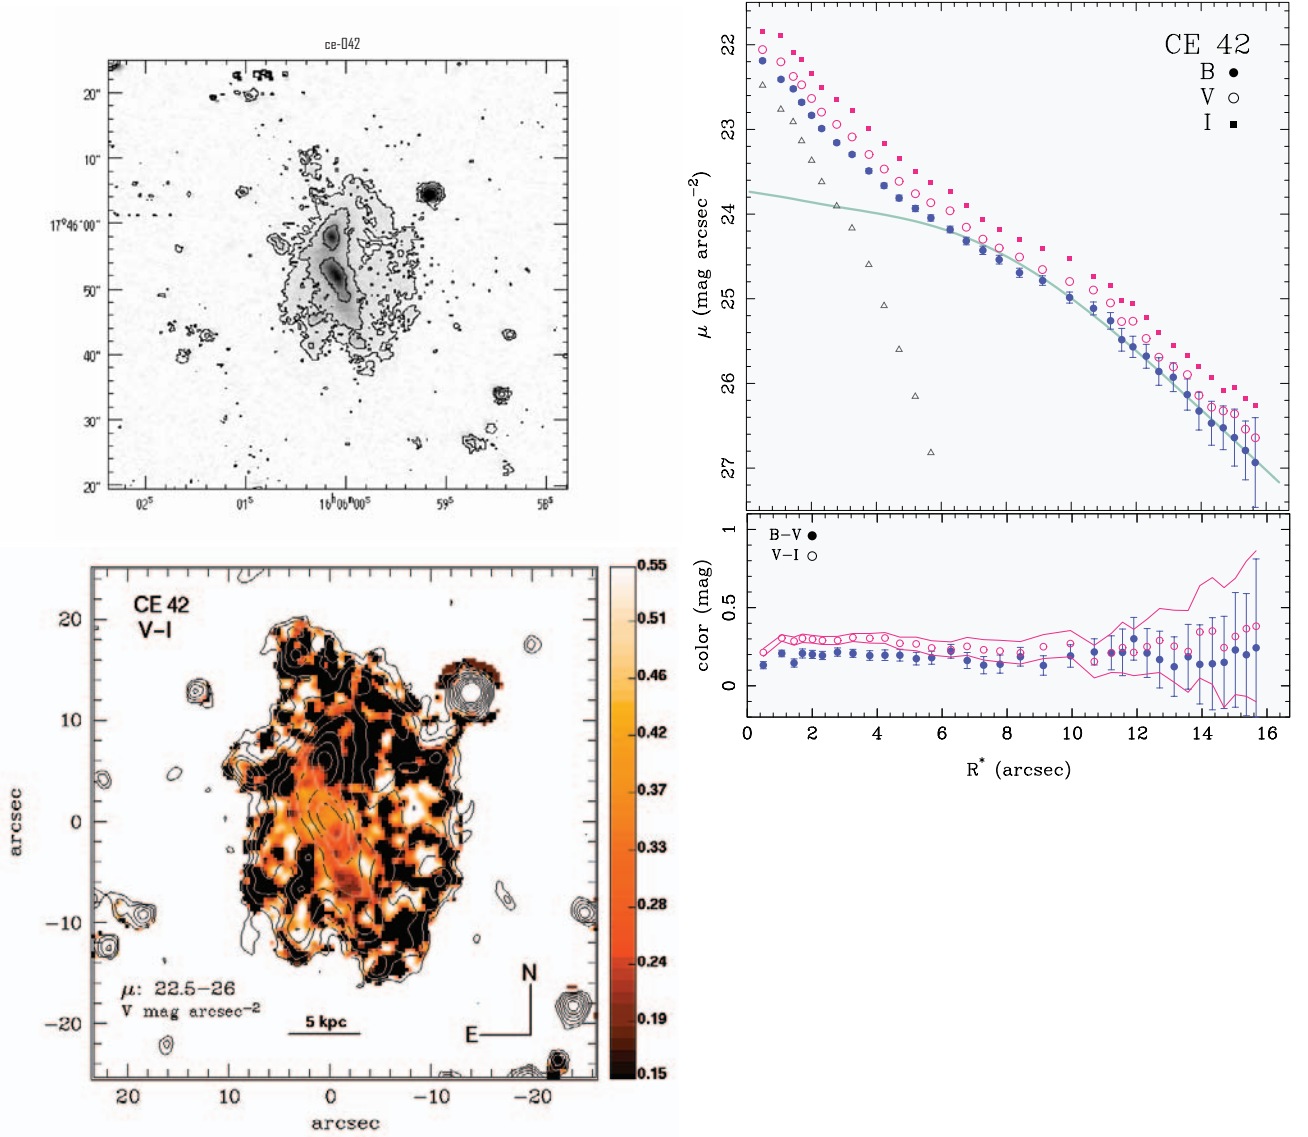 ce-042
20"
10"
17°46'00"
50"
40"
30"
20"
02ˢ
01ˢ
16ʰ06ᵐ00ˢ
59ˢ
58ˢ
CE 42
V-I
20
10
0
-10
-20
arcsec
μ: 22.5-26
V mag arcsec⁻²
5 kpc
N
E
20
10
0
-10
-20
arcsec
0.55
0.51
0.46
0.42
0.37
0.33
0.28
0.24
0.19
0.15
CE 42
B
V
I
22
23
24
25
26
27
μ (mag arcsec⁻²)
B-V
V-I
1
0.5
0
color (mag)
0
2
4
6
8
10
12
14
16
R* (arcsec)